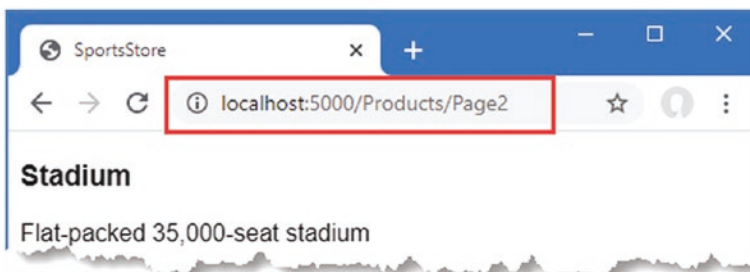 SportsStore
localhost:5000/Products/Page2
Stadium
Flat-packed 35,000-seat stadium